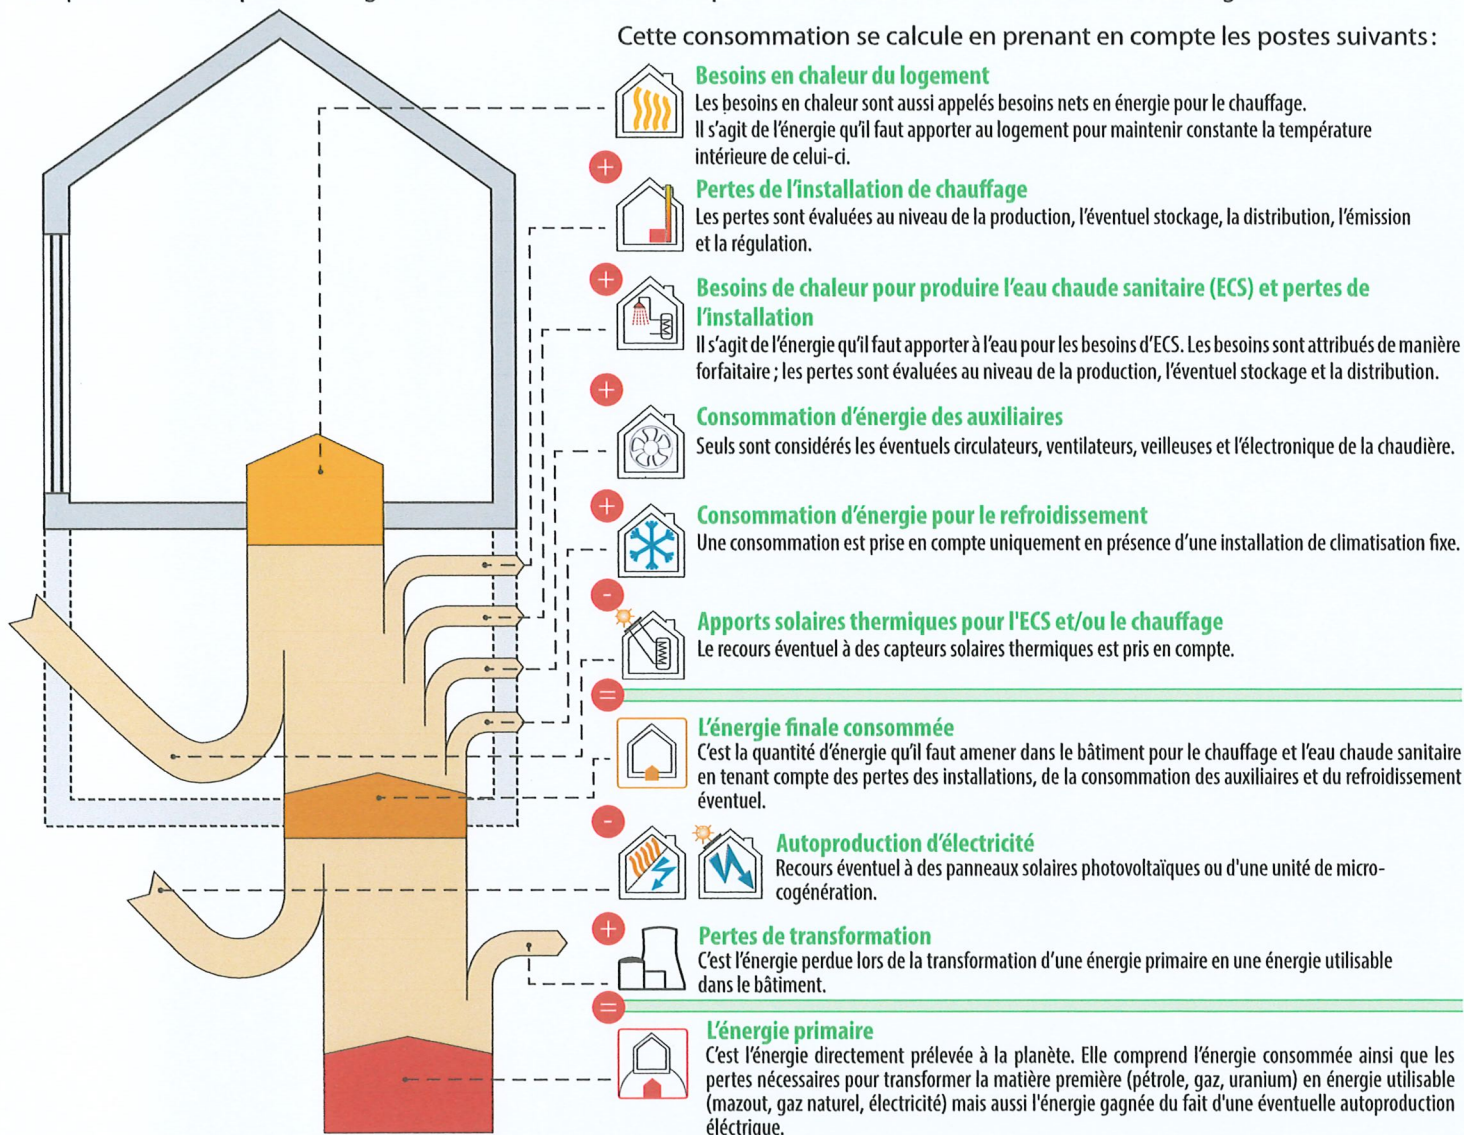 Cette consommation se calcule en prenant en compte les postes suivants :
Besoins en chaleur du logement
Les besoins en chaleur sont aussi appelés besoins nets en énergie pour le chauffage.
Il s'agit de l'énergie qu'il faut apporter au logement pour maintenir constante la température
intérieure de celui-ci.
+
Pertes de l'installation de chauffage
Les pertes sont évaluées au niveau de la production, l'éventuel stockage, la distribution, l'émission
et la régulation.
+
Besoins de chaleur pour produire l'eau chaude sanitaire (ECS) et pertes de
l'installation
Il s'agit de l'énergie qu'il faut apporter à l'eau pour les besoins d'ECS. Les besoins sont attribués de manière
forfaitaire ; les pertes sont évaluées au niveau de la production, l'éventuel stockage et la distribution.
+
Consommation d'énergie des auxiliaires
Seuls sont considérés les éventuels circulateurs, ventilateurs, veilleuses et l'électronique de la chaudière.
+
Consommation d'énergie pour le refroidissement
Une consommation est prise en compte uniquement en présence d'une installation de climatisation fixe.
-
Apports solaires thermiques pour l'ECS et/ou le chauffage
Le recours éventuel à des capteurs solaires thermiques est pris en compte.
=
L'énergie finale consommée
C'est la quantité d'énergie qu'il faut amener dans le bâtiment pour le chauffage et l'eau chaude sanitaire
en tenant compte des pertes des installations, de la consommation des auxiliaires et du refroidissement
éventuel.
-
Autoproduction d'électricité
Recours éventuel à des panneaux solaires photovoltaïques ou d'une unité de micro-
cogénération.
+
Pertes de transformation
C'est l'énergie perdue lors de la transformation d'une énergie primaire en une énergie utilisable
dans le bâtiment.
=
L'énergie primaire
C'est l'énergie directement prélevée à la planète. Elle comprend l'énergie consommée ainsi que les
pertes nécessaires pour transformer la matière première (pétrole, gaz, uranium) en énergie utilisable
(mazout, gaz naturel, électricité) mais aussi l'énergie gagnée du fait d'une éventuelle autoproduction
éléctrique.